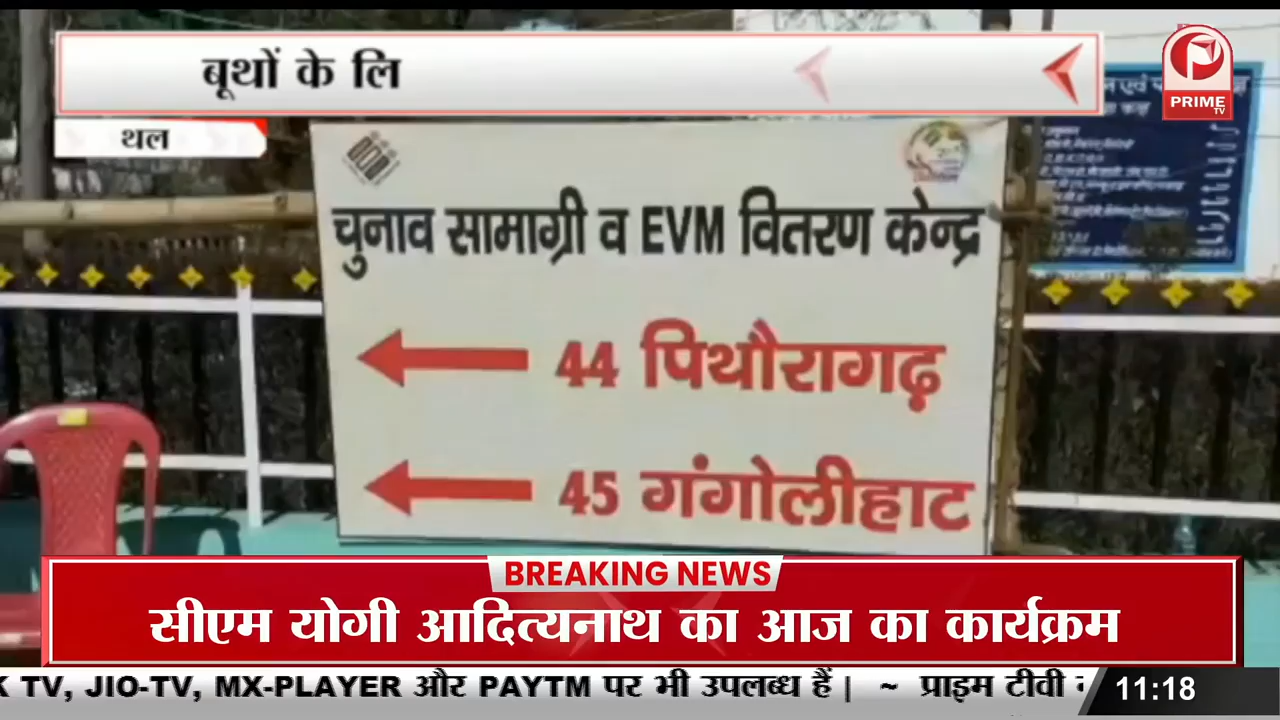 बूथों के लि
PRIME
TV
थल
चुनाव सामाग्री व EVM वितरण केन्द्र
44 पिथौरागढ़
45 गंगोलीहाट
BREAKING NEWS
सीएम योगी आदित्यनाथ का आज का कार्यक्रम
K TV, JIO-TV, MX-PLAYER और PAYTM पर भी उपलब्ध हैं | ~ प्राइम टीवी
11:18